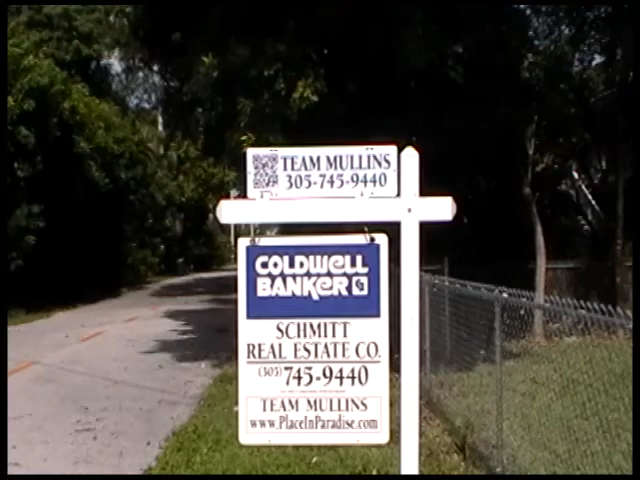 TEAM MULLINS
305-745-9440
COLDWELL
BANKER
SCHMITT
REAL ESTATE CO.
(305) 745-9440
TEAM MULLINS
www.PlaceInParadise.com